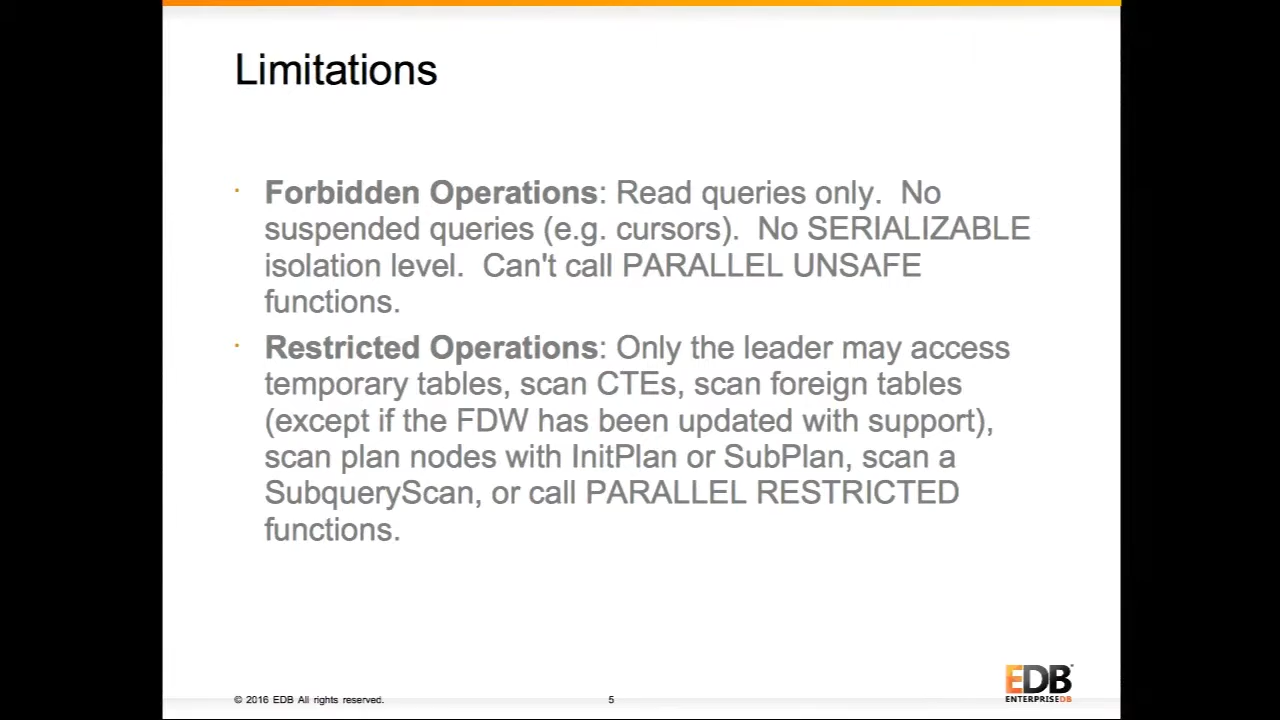 Limitations
· Forbidden Operations: Read queries only.  No
suspended queries (e.g. cursors).  No SERIALIZABLE
isolation level.  Can't call PARALLEL UNSAFE
functions.
· Restricted Operations: Only the leader may access
temporary tables, scan CTEs, scan foreign tables
(except if the FDW has been updated with support),
scan plan nodes with InitPlan or SubPlan, scan a
SubqueryScan, or call PARALLEL RESTRICTED
functions.
© 2016 EDB All rights reserved.
5
EDB
ENTERPRISEDB